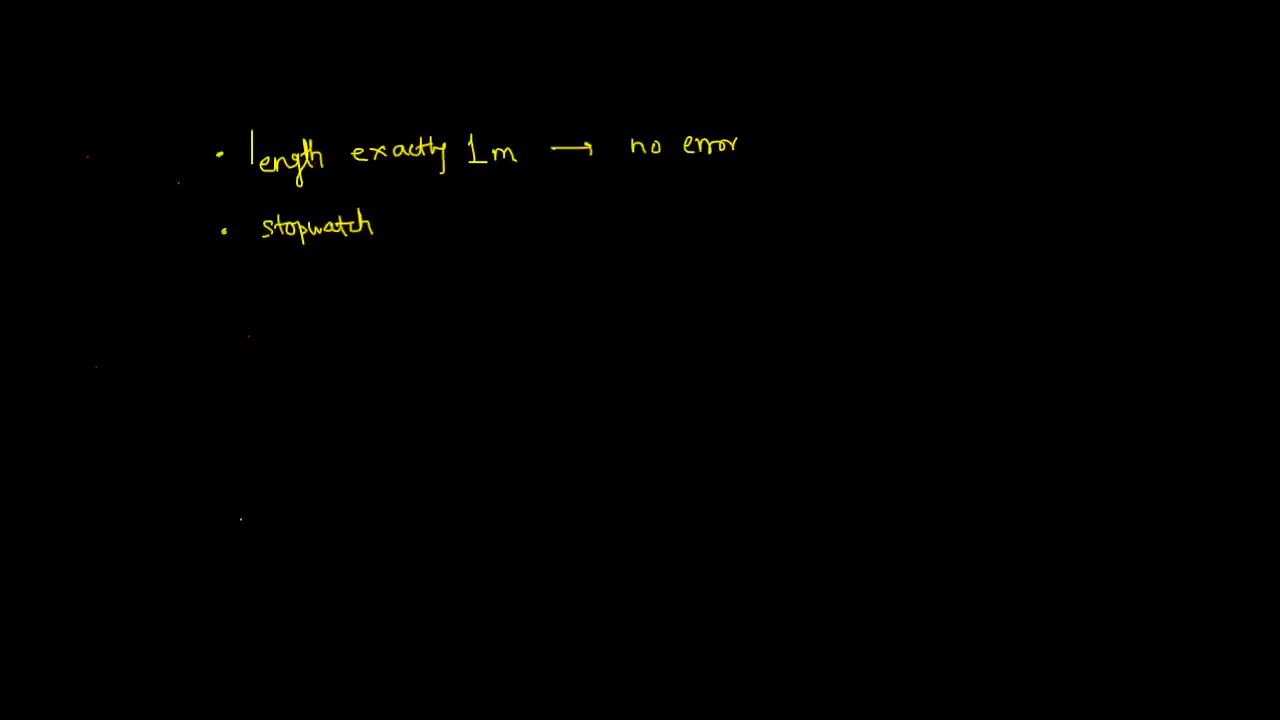 • length exactly 1m → no error
• stopwatch